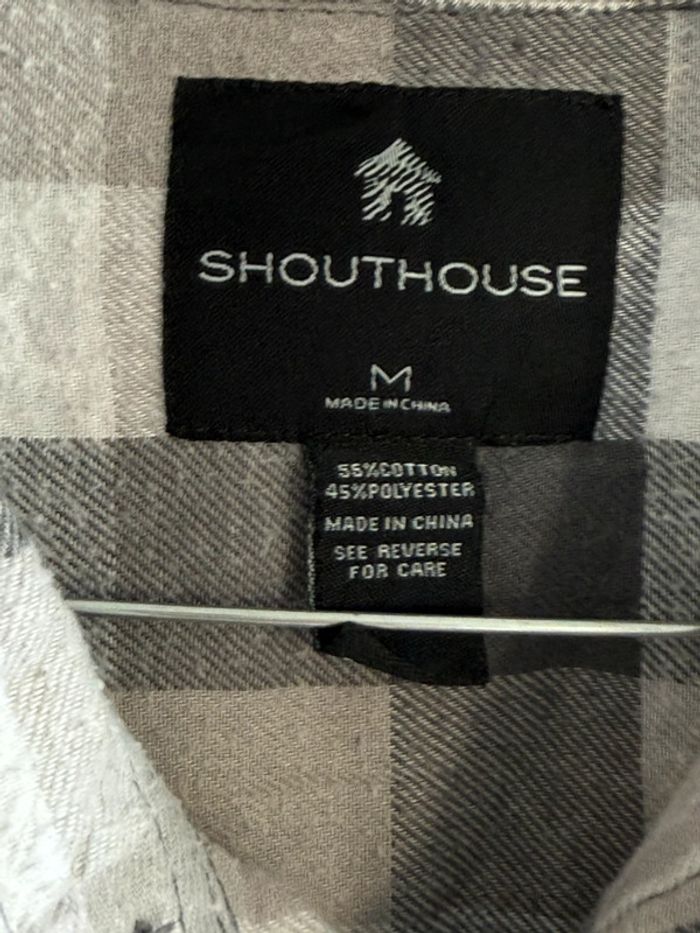 SHOUTHOUSE
M
MADE IN CHINA
55%COTTON
45%POLYESTER
MADE IN CHINA
SEE REVERSE
FOR CARE